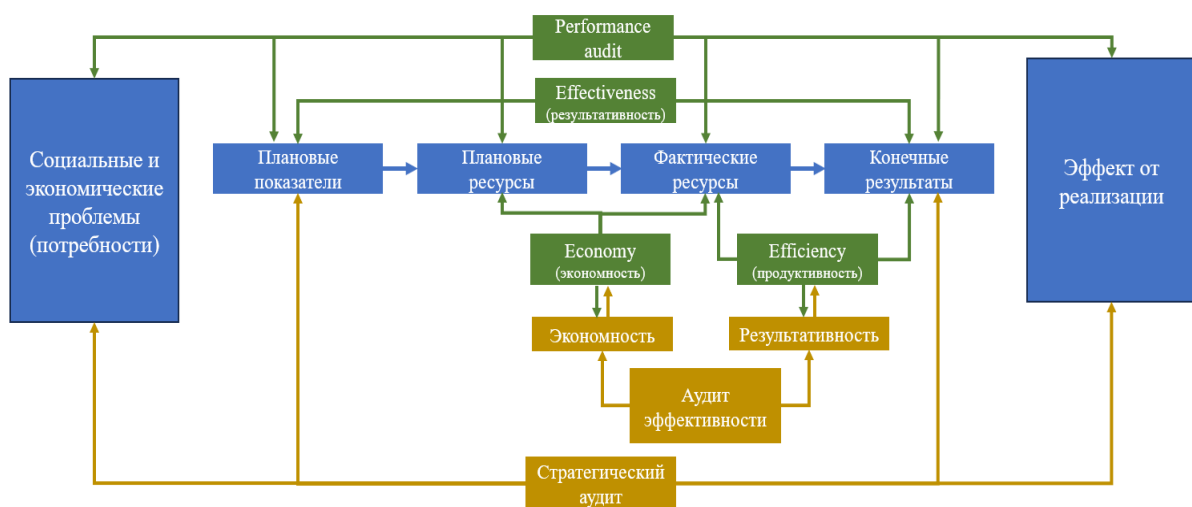 Performance
audit
Effectiveness
(результативность)
Социальные и
экономические
проблемы
(потребности)
Плановые
показатели
Плановые
ресурсы
Фактические
ресурсы
Конечные
результаты
Эффект от
реализации
Economy
(экономность)
Efficiency
(продуктивность)
Экономность
Результативность
Аудит
эффективности
Стратегический
аудит